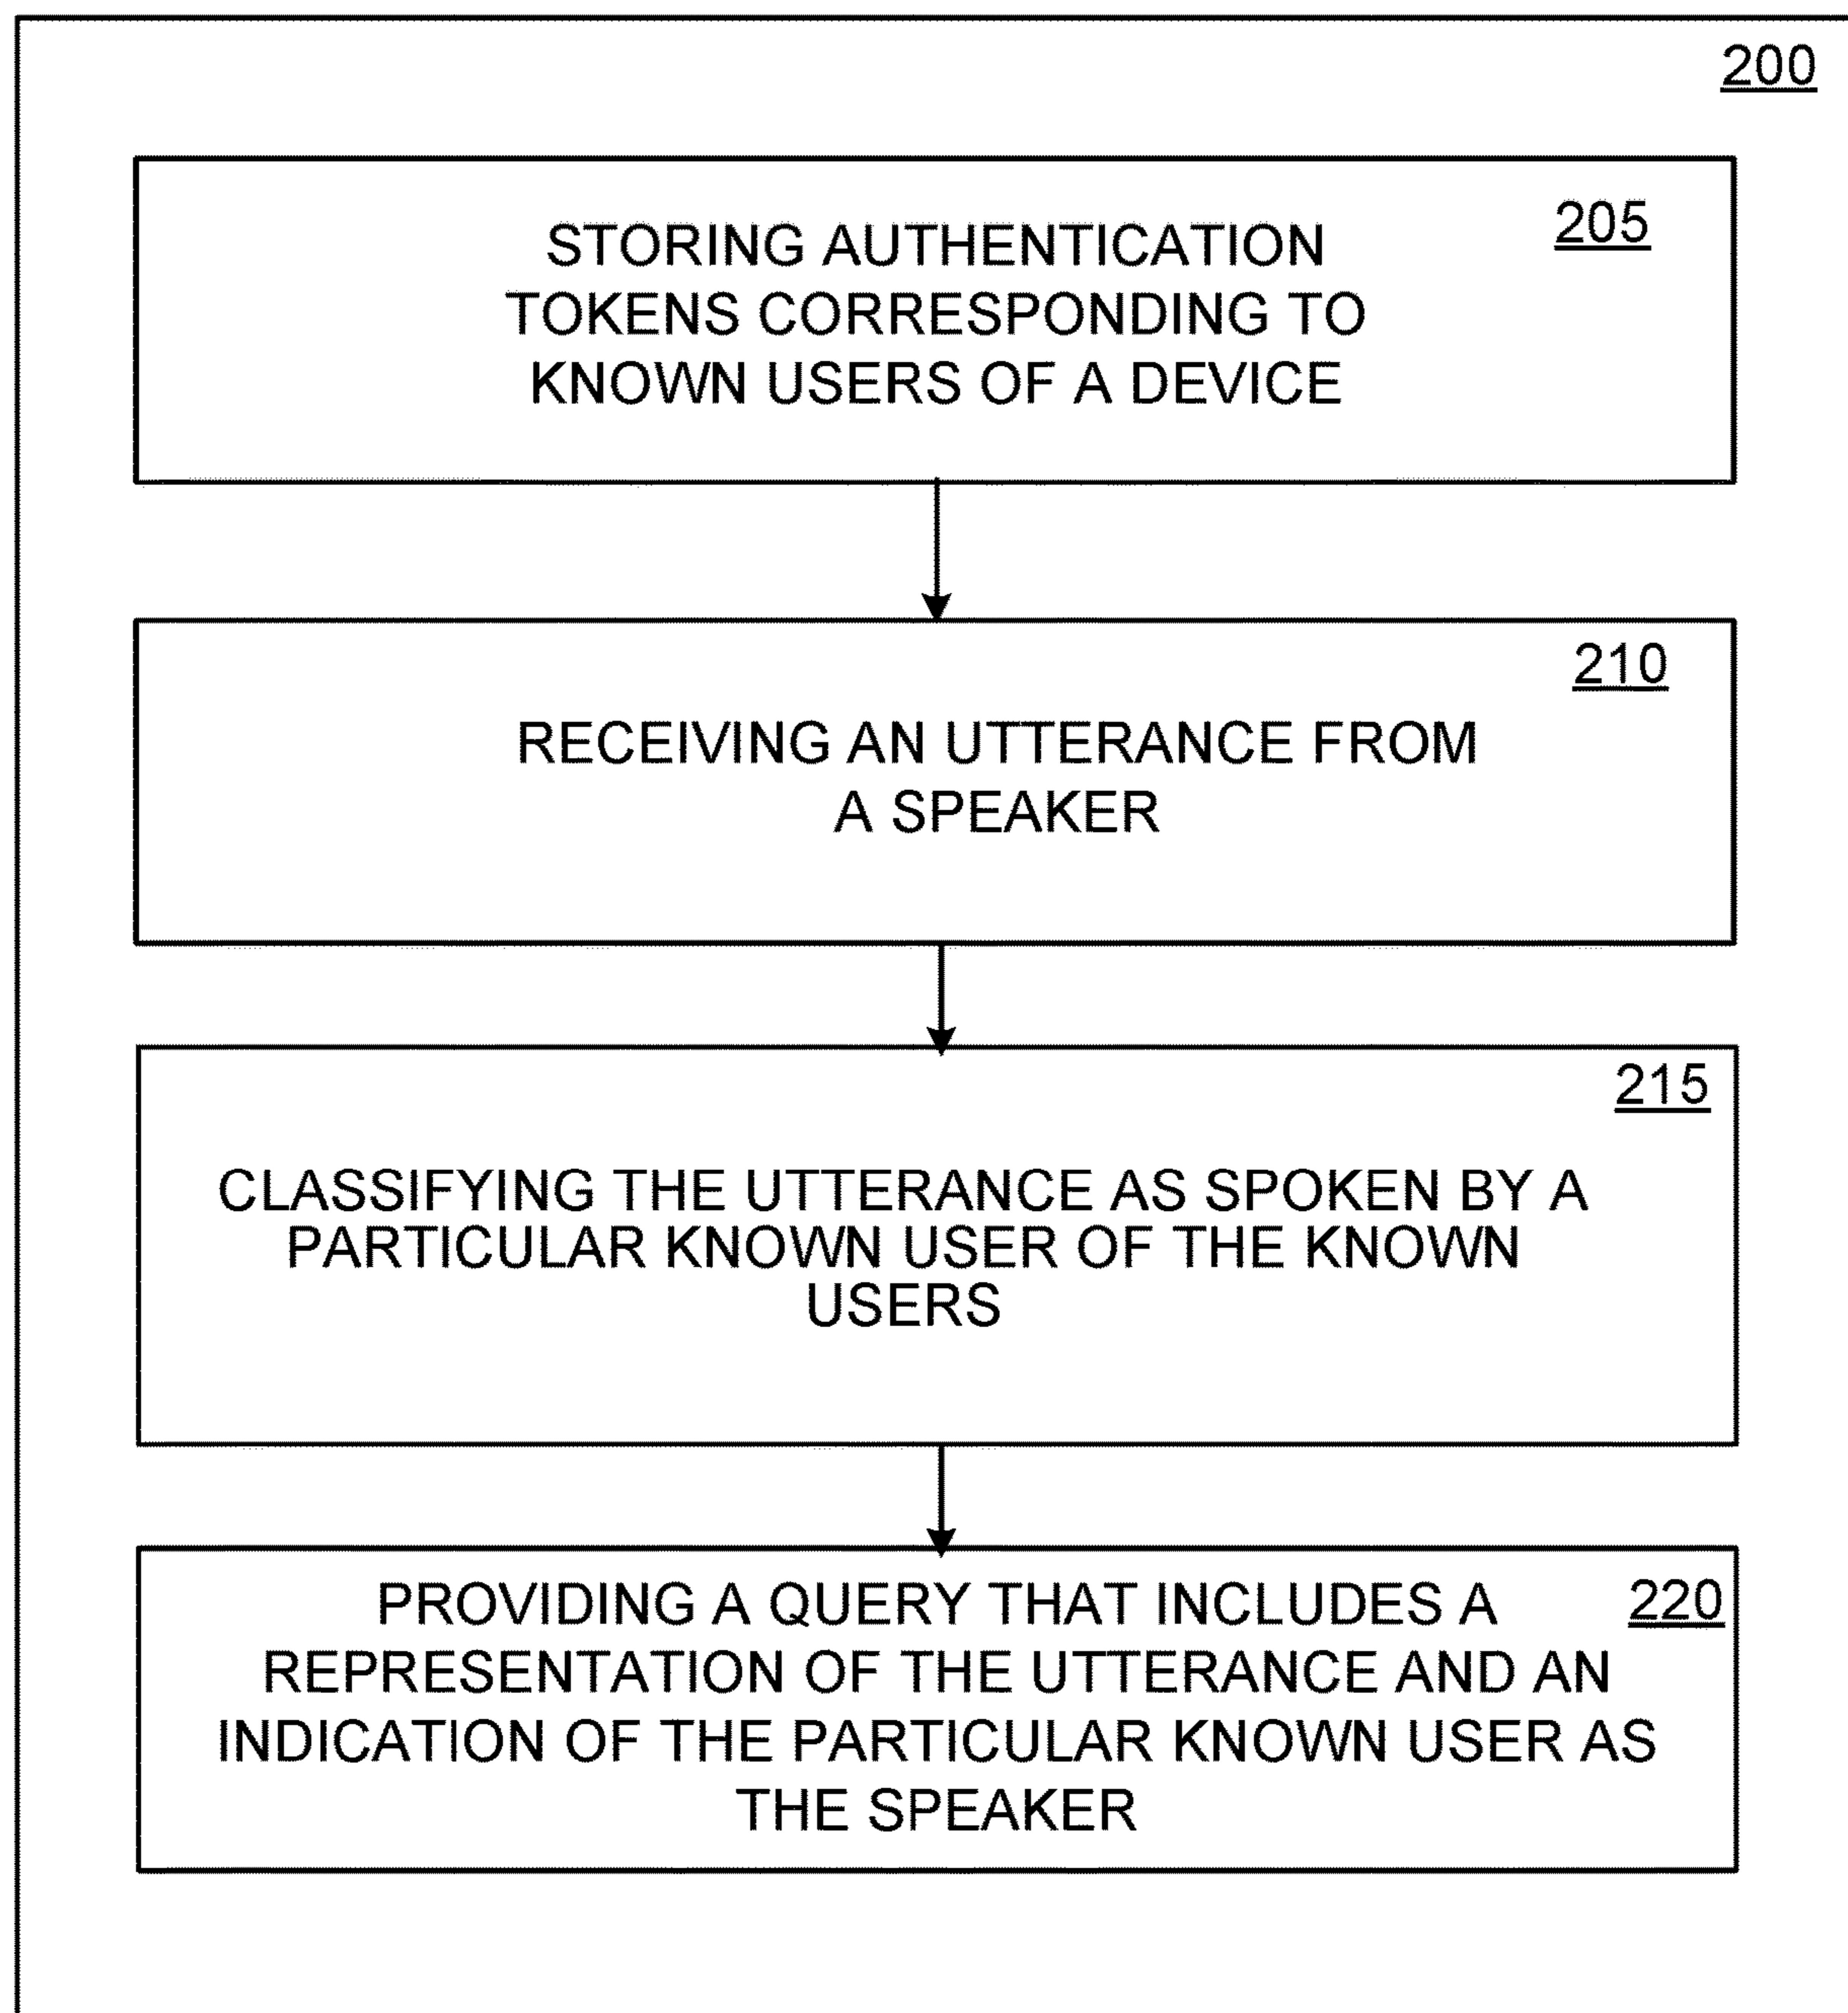 200
205
STORING AUTHENTICATION
TOKENS CORRESPONDING TO
KNOWN USERS OF A DEVICE
210
RECEIVING AN UTTERANCE FROM
A SPEAKER
215
CLASSIFYING THE UTTERANCE AS SPOKEN BY A
PARTICULAR KNOWN USER OF THE KNOWN
USERS
220
PROVIDING A QUERY THAT INCLUDES A
REPRESENTATION OF THE UTTERANCE AND AN
INDICATION OF THE PARTICULAR KNOWN USER AS
THE SPEAKER